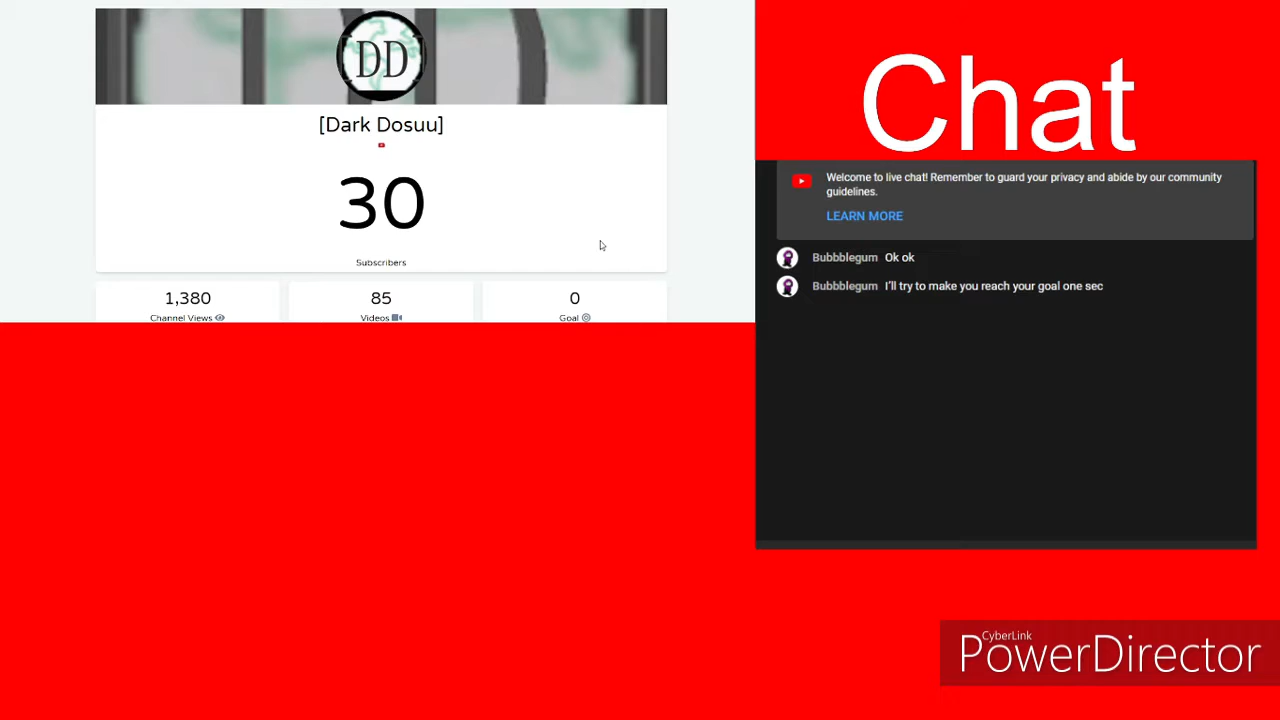 DD
[Dark Dosuu]
30
Subscribers
1,380
Channel Views
85
Videos
0
Goal
Chat
Welcome to live chat! Remember to guard your privacy and abide by our community
guidelines.
LEARN MORE
Bubbblegum Ok ok
Bubbblegum I'll try to make you reach your goal one sec
CyberLink
PowerDirector